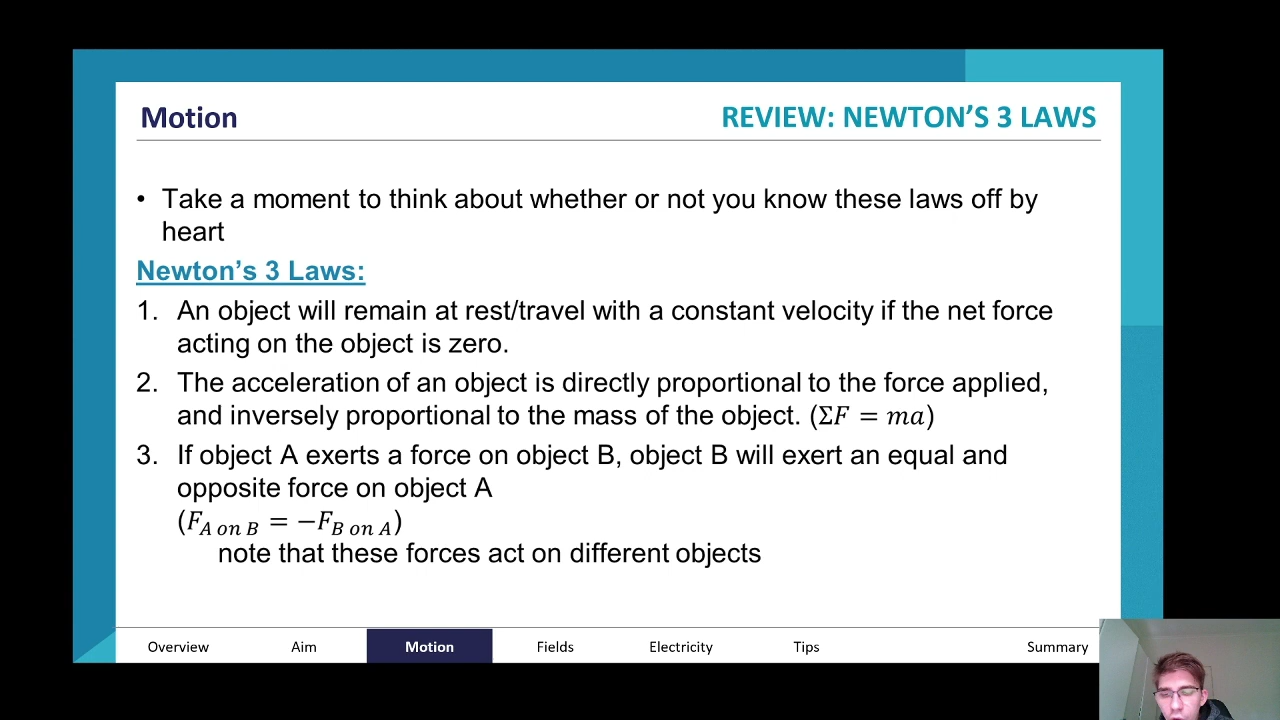 Motion
REVIEW: NEWTON’S 3 LAWS
• Take a moment to think about whether or not you know these laws off by
heart
Newton’s 3 Laws:
1. An object will remain at rest/travel with a constant velocity if the net force
acting on the object is zero.
2. The acceleration of an object is directly proportional to the force applied,
and inversely proportional to the mass of the object. (ΣF = ma)
3. If object A exerts a force on object B, object B will exert an equal and
opposite force on object A
(F_{A on B} = −F_{B on A})
note that these forces act on different objects
Overview Aim Motion Fields Electricity Tips Summary